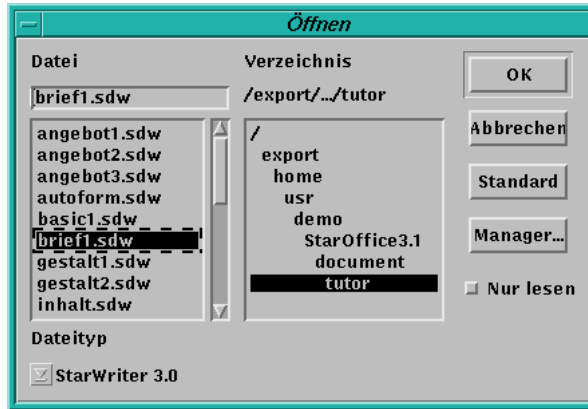 Öffnen
Datei
brief1.sdw
angebot1.sdw
angebot2.sdw
angebot3.sdw
autoform.sdw
basic1.sdw
brief1.sdw
gestalt1.sdw
gestalt2.sdw
inhalt.sdw
Dateityp
StarWriter 3.0
Verzeichnis
/export/.../tutor
/
export
home
usr
demo
StarOffice3.1
document
tutor
OK
Abbrechen
Standard
Manager...
Nur lesen